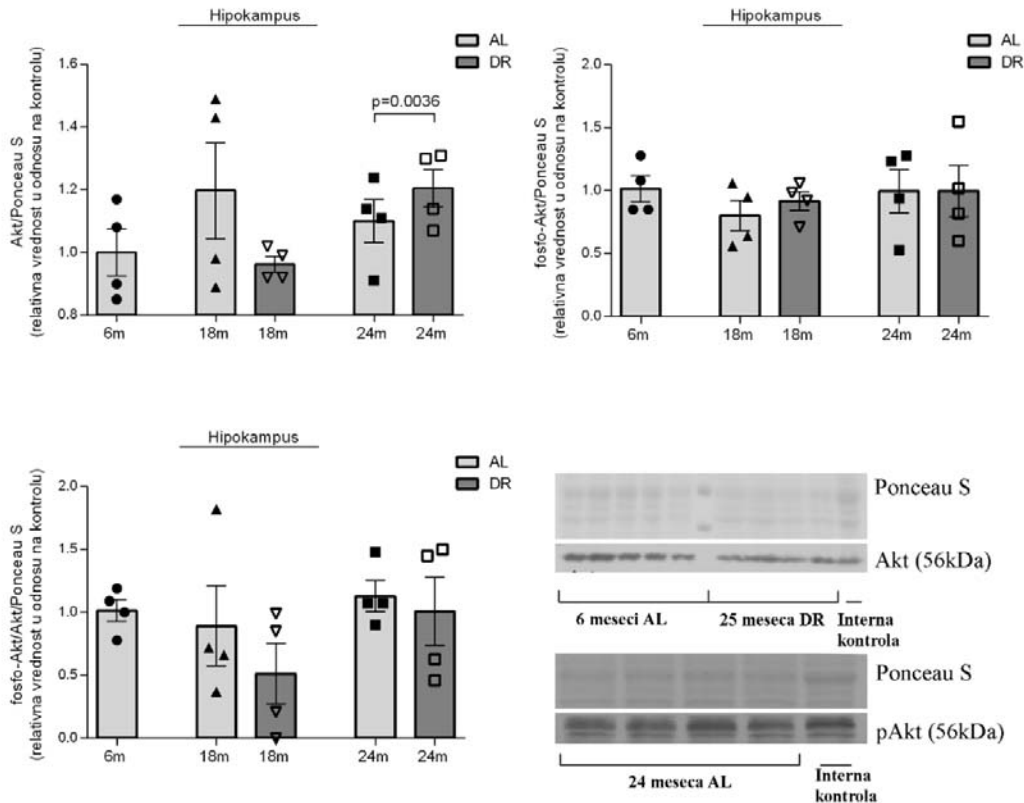 Hipokampus
AL
DR
Akt/Ponceau S
(relativna vrednost u odnosu na kontrolu)
1.6
1.4
1.2
1.0
0.8
p=0.0036
6m
18m
18m
24m
24m
Hipokampus
AL
DR
fosfo-Akt/Ponceau S
(relativna vrednost u odnosu na kontrolu)
2.0
1.5
1.0
0.5
0.0
6m
18m
18m
24m
24m
Hipokampus
AL
DR
fosfo-Akt/Akt/Ponceau S
(relativna vrednost u odnosu na kontrolu)
2.0
1.5
1.0
0.5
0.0
6m
18m
18m
24m
24m
Ponceau S
Akt (56kDa)
6 meseci AL
25 meseca DR
Interna
kontrola
Ponceau S
pAkt (56kDa)
24 meseca AL
Interna
kontrola